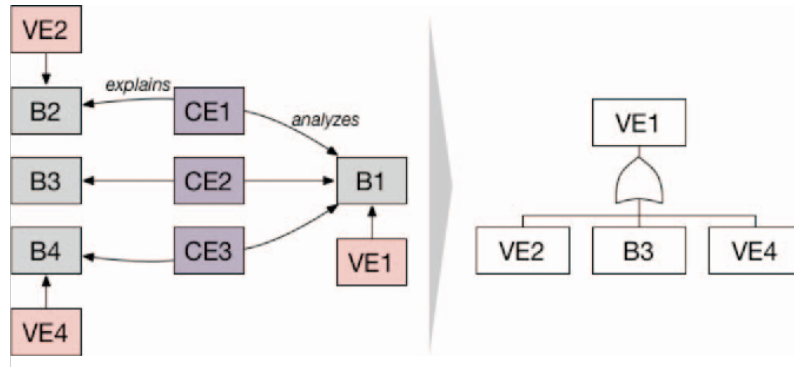 VE2
explains
B2
CE1
analyzes
B3
CE2
B1
B4
CE3
VE1
VE4
VE1
VE2
B3
VE4